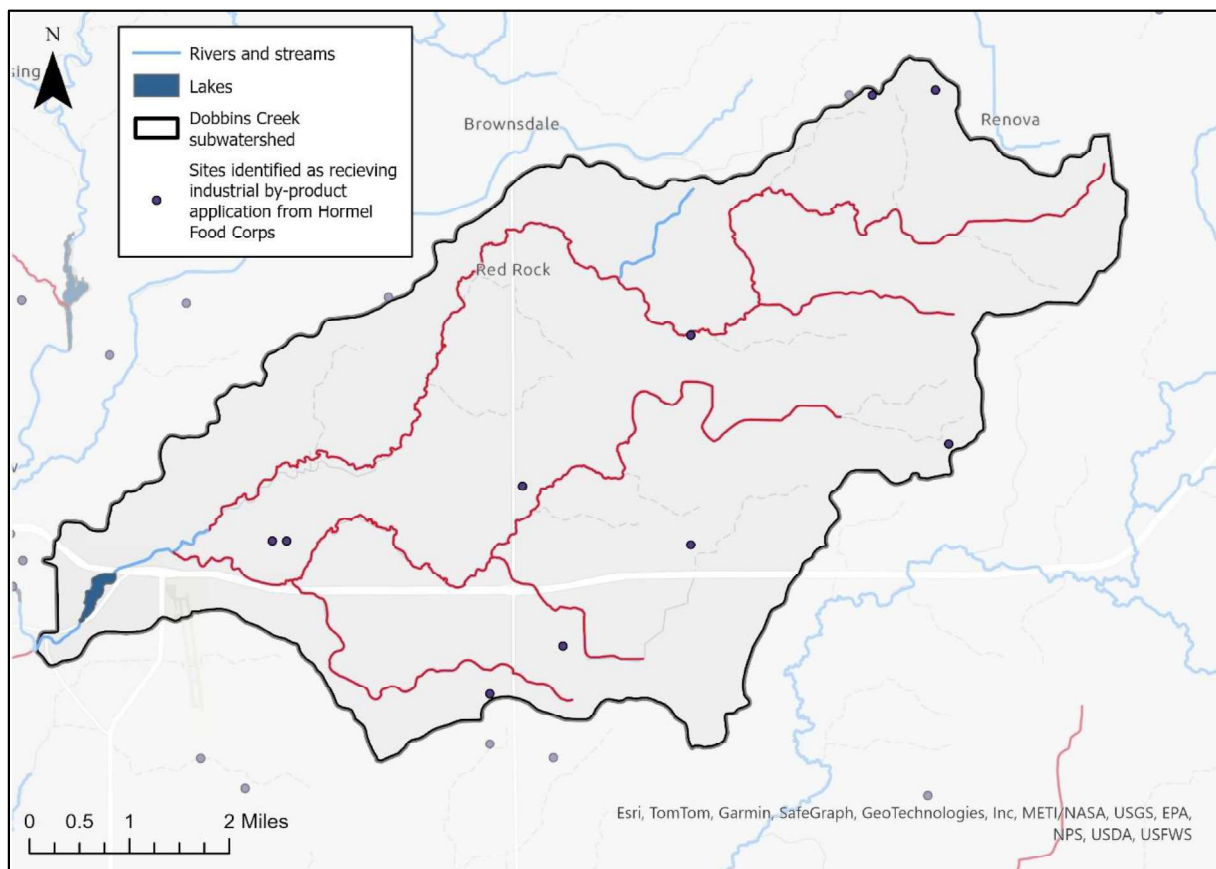 N
sing
Rivers and streams
Lakes
Dobbins Creek
subwatershed
Sites identified as recieving
industrial by-product
application from Hormel
Food Corps
Brownsdale
Renova
Red Rock
0 0.5 1 2 Miles
Esri, TomTom, Garmin, SafeGraph, GeoTechnologies, Inc, METI/NASA, USGS, EPA,
NPS, USDA, USFWS